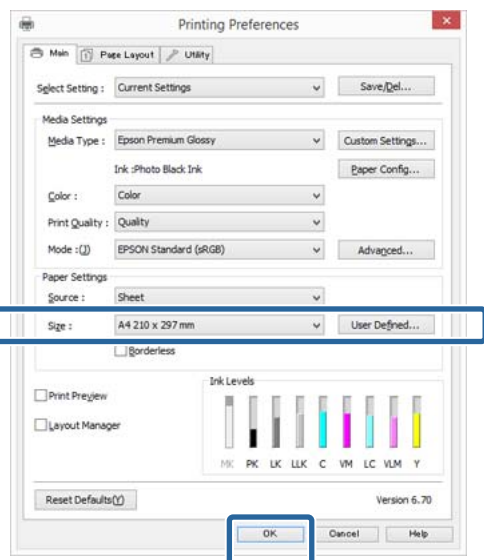 Printing Preferences
Main Page Layout Utility
Select Setting : Current Settings Save/Del...
Media Settings
Media Type : Epson Premium Glossy Custom Settings...
Ink :Photo Black Ink Paper Config...
Color : Color
Print Quality : Quality
Mode :(J) EPSON Standard (sRGB) Advanced...
Paper Settings
Source : Sheet
Size : A4 210 x 297 mm User Defined...
Borderless
Print Preview
Ink Levels
Layout Manager
MK PK LK LLK C VM LC VLM Y
Reset Defaults(Y) Version 6.70
OK Cancel Help